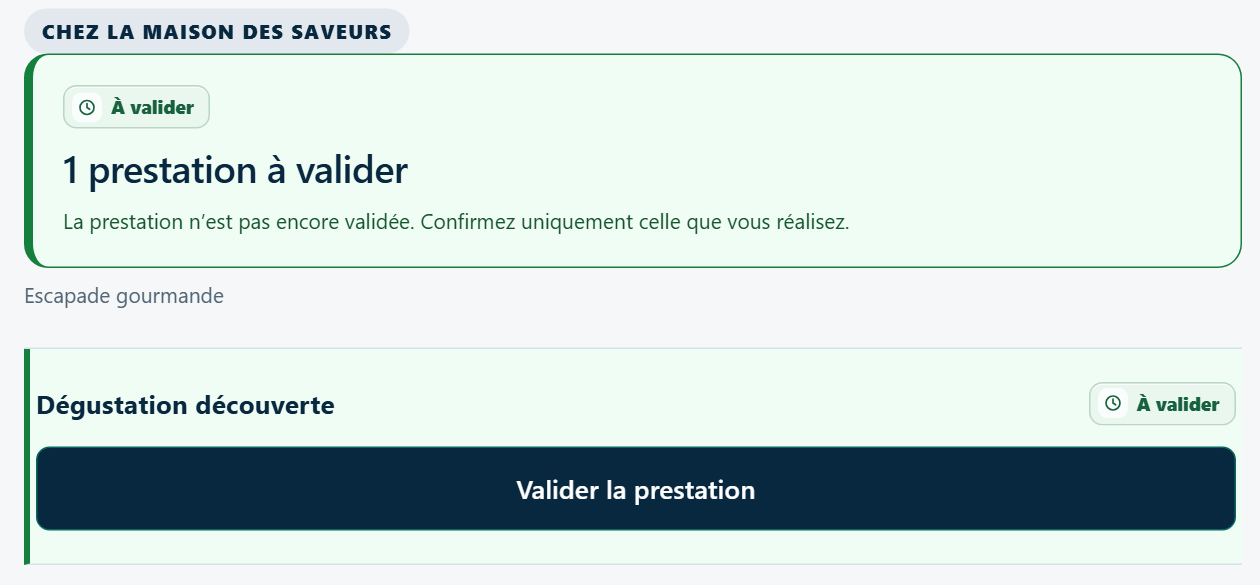 CHEZ LA MAISON DES SAVEURS
À valider
1 prestation à valider
La prestation n’est pas encore validée. Confirmez uniquement celle que vous réalisez.
Escapade gourmande
Dégustation découverte
À valider
Valider la prestation